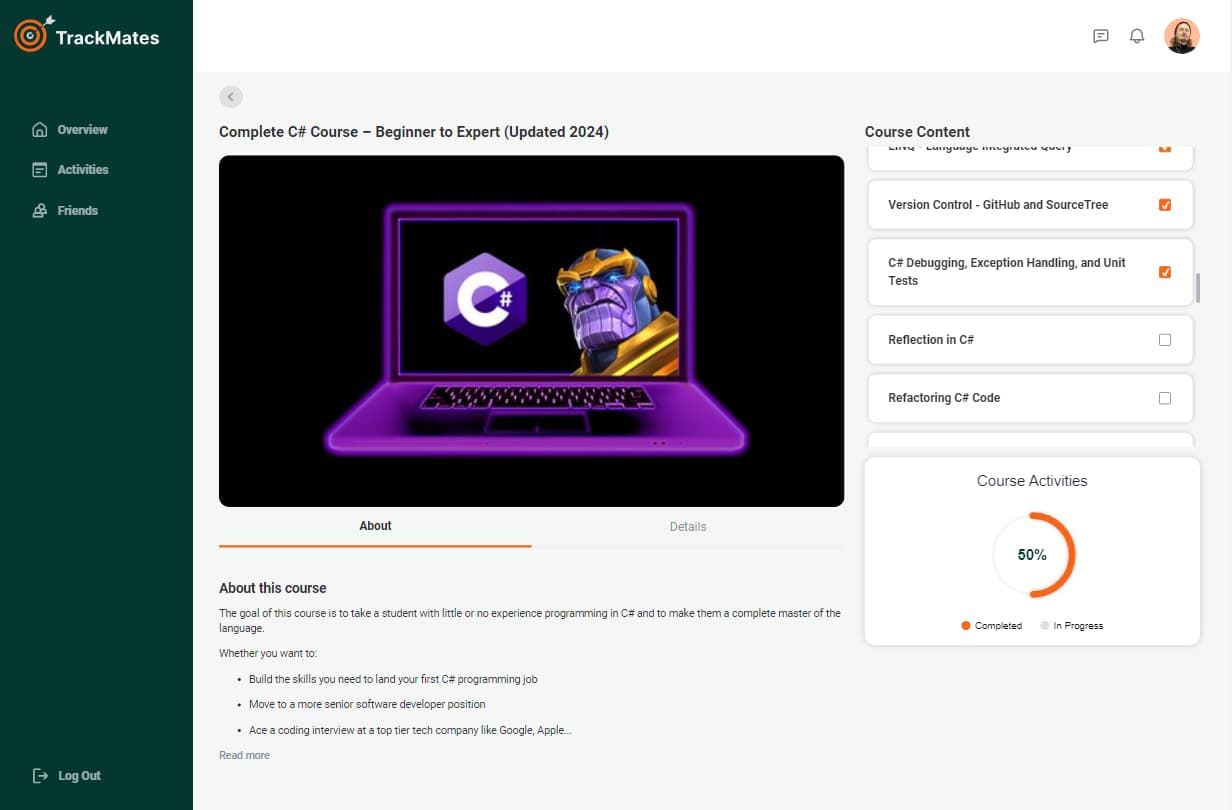 TrackMates
Overview
Activities
Friends
Log Out
Complete C# Course – Beginner to Expert (Updated 2024)
C#
About
Details
About this course
The goal of this course is to take a student with little or no experience programming in C# and to make them a complete master of the
language.
Whether you want to:
• Build the skills you need to land your first C# programming job
• Move to a more senior software developer position
• Ace a coding interview at a top tier tech company like Google, Apple...
Read more
Course Content
LINQ - Language Integrated Query
Version Control - GitHub and SourceTree
C# Debugging, Exception Handling, and Unit
Tests
Reflection in C#
Refactoring C# Code
Course Activities
50%
Completed
In Progress